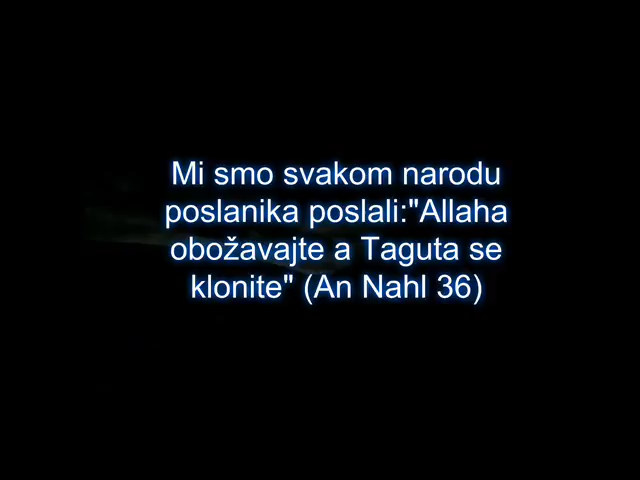 Mi smo svakom narodu
poslanika poslali:"Allaha
obožavajte a Taguta se
klonite" (An Nahl 36)